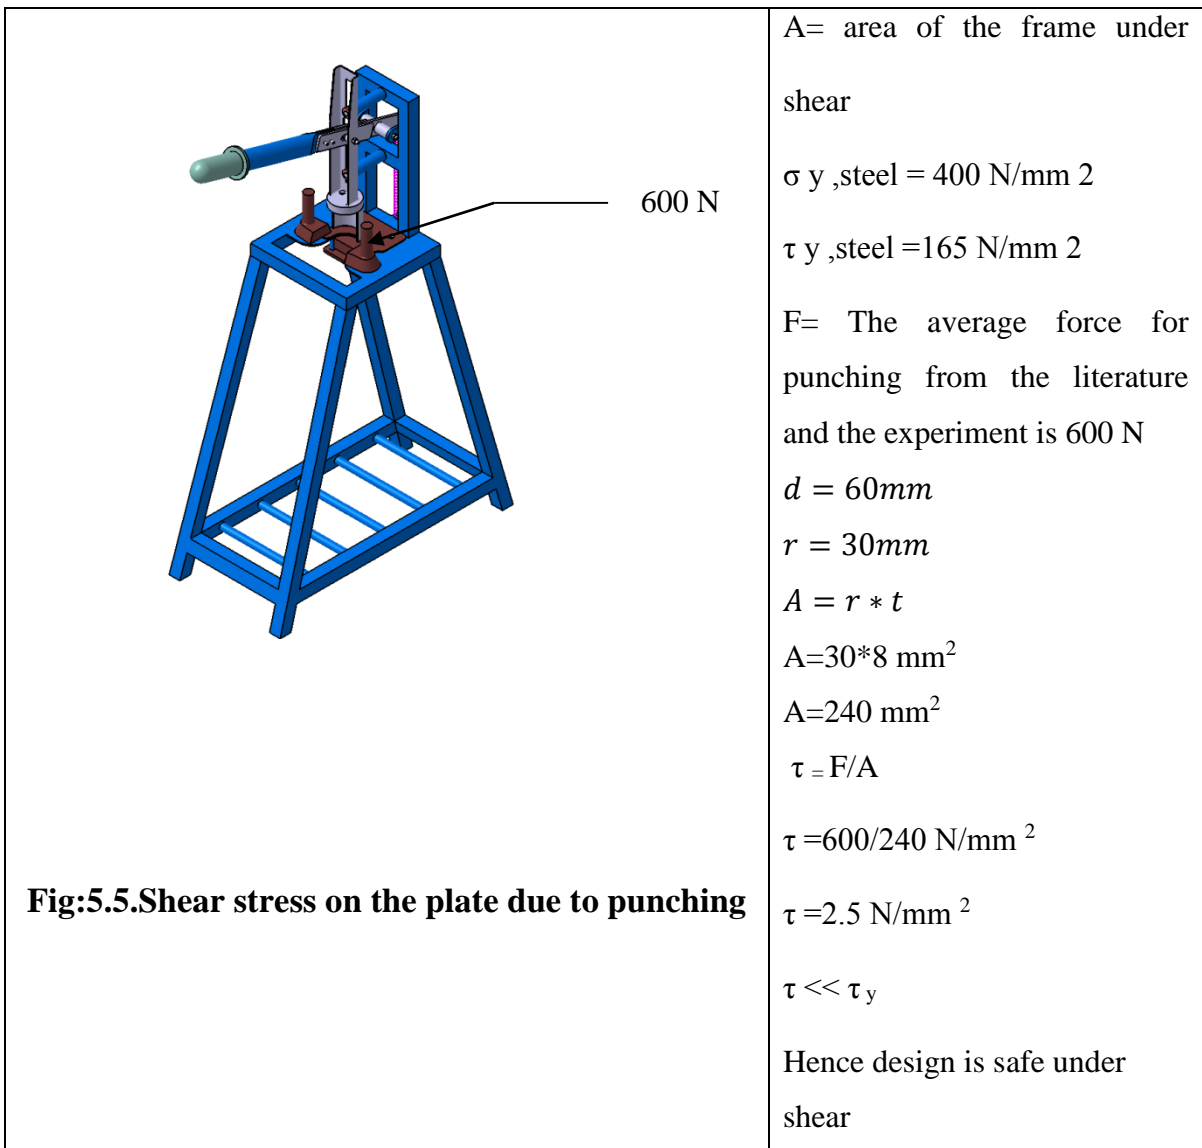 600 N
Fig:5.5.Shear stress on the plate due to punching
A= area of the frame under
shear
σ y ,steel = 400 N/mm 2
τ y ,steel =165 N/mm 2
F= The average force for
punching from the literature
and the experiment is 600 N
𝑑 = 60𝑚𝑚
𝑟 = 30𝑚𝑚
𝐴 = 𝑟 ∗ 𝑡
A=30*8 mm²
A=240 mm²
τ = F/A
τ =600/240 N/mm ²
τ =2.5 N/mm ²
τ << τ y
Hence design is safe under
shear